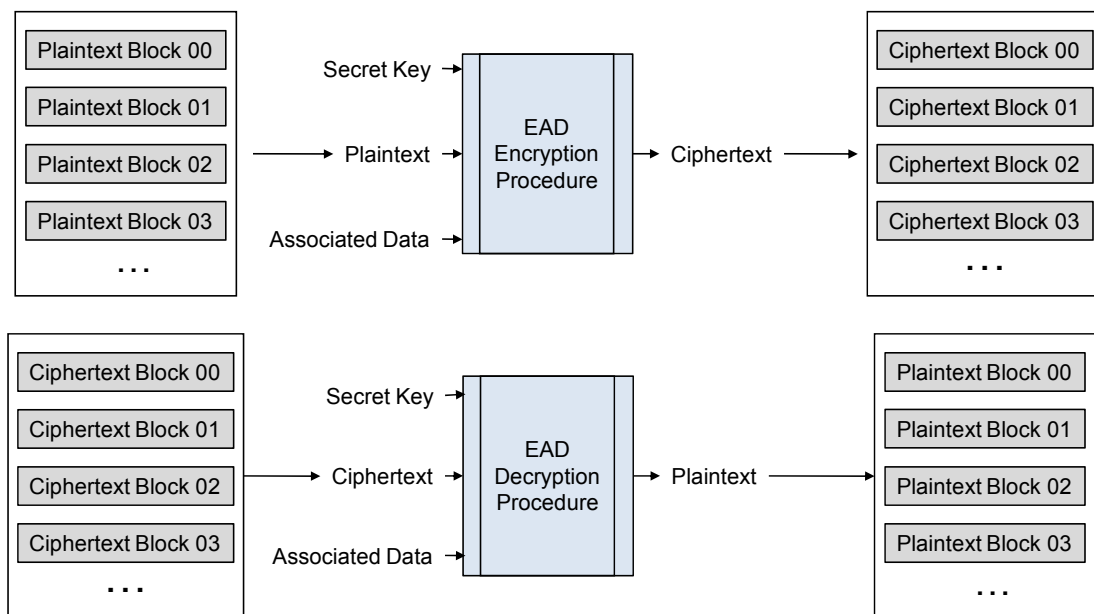 Plaintext Block 00
Plaintext Block 01
Plaintext Block 02
Plaintext Block 03
. . .
Secret Key
Plaintext
Associated Data
EAD
Encryption
Procedure
Ciphertext
Ciphertext Block 00
Ciphertext Block 01
Ciphertext Block 02
Ciphertext Block 03
. . .
Ciphertext Block 00
Ciphertext Block 01
Ciphertext Block 02
Ciphertext Block 03
. . .
Secret Key
Ciphertext
Associated Data
EAD
Decryption
Procedure
Plaintext
Plaintext Block 00
Plaintext Block 01
Plaintext Block 02
Plaintext Block 03
. . .